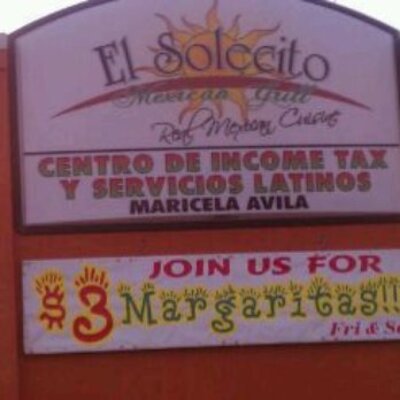 El Solecito
Mexican Grill
Real Mexican Cuisine
CENTRO DE INCOME TAX
Y SERVICIOS LATINOS
MARICELA AVILA
JOIN US FOR
$3 Margaritas!!
Fri &